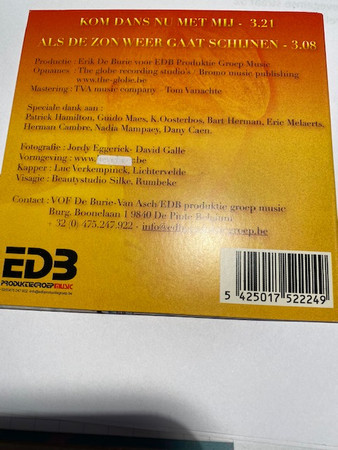 KOM DANS NU MET MIJ - 3.21
ALS DE ZON WEER GAAT SCHIJNEN - 3.08
Productie : Erik De Burie voor EDB Produktie Groep Music
Opnames : The globe recording studio's / Bromo music publishing
www.the-globe.be
Mastering : TVA music company - Tom Vanachte
Speciale dank aan :
Patrick Hamilton, Guido Maes, K.Oosterbos, Bart Herman, Eric Melaerts,
Herman Cambre, Nadia Mampaey, Dany Caen.
Fotografie : Jordy Eggerick- David Galle
Vormgeving : www. .be
Kapper : Luc Verkempinck, Lichtervelde
Visagie : Beautystudio Silke, Rumbeke
Contact : VOF De Burie-Van Asch/EDB produktie groep music
Burg. Boonelaan 1 9840 De Pinte Belgium
+ 32 (0) 475.247.922 -
EDB
PRODUKTIEGROEPMUSIC
5 425017 522249